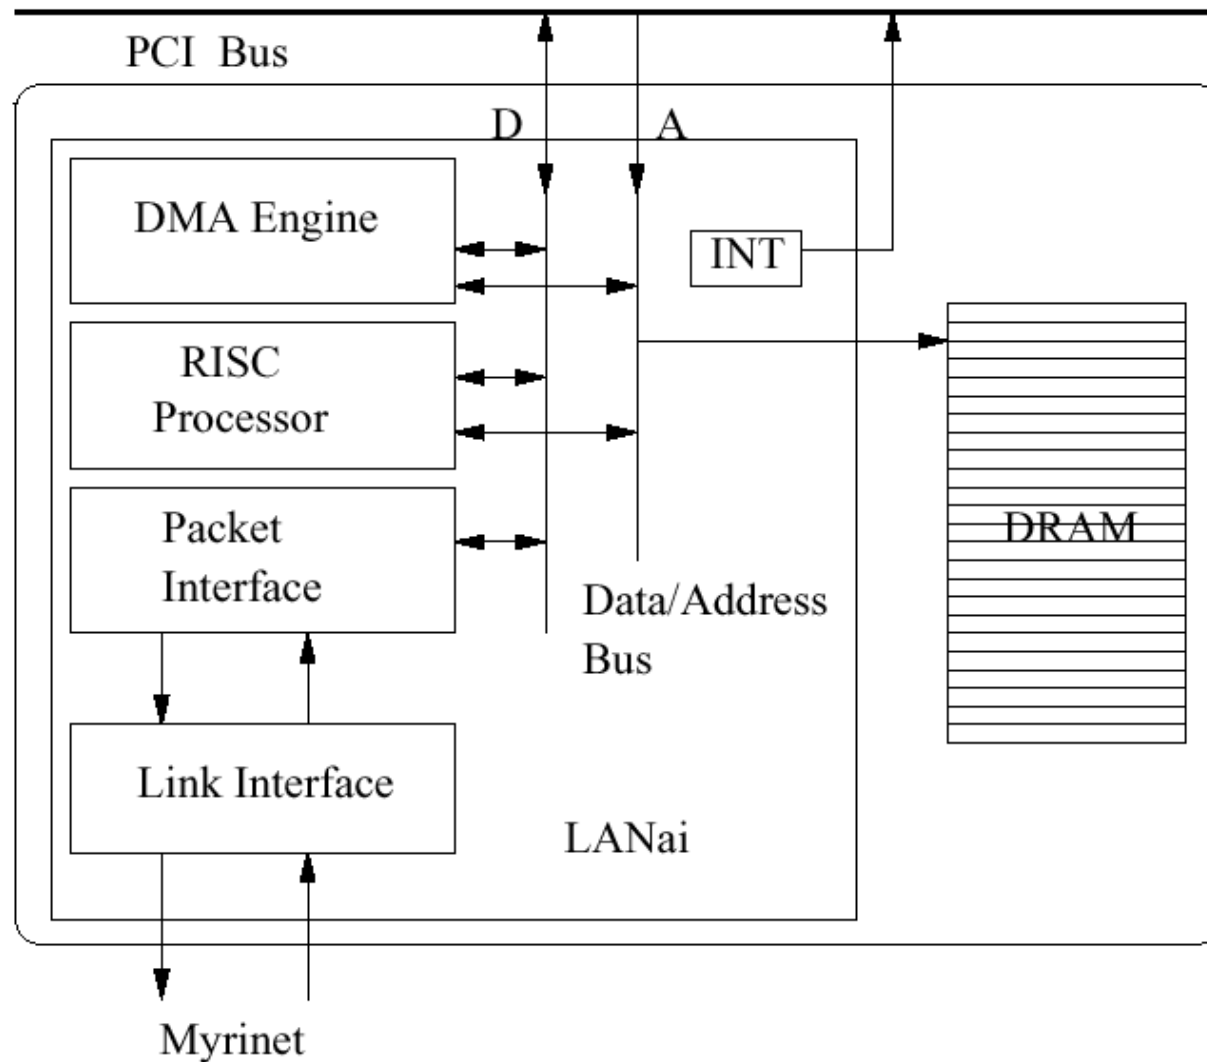 PCI Bus
D
A
DMA Engine
INT
RISC
Processor
Packet
Interface
DRAM
Data/Address
Bus
Link Interface
LANai
Myrinet